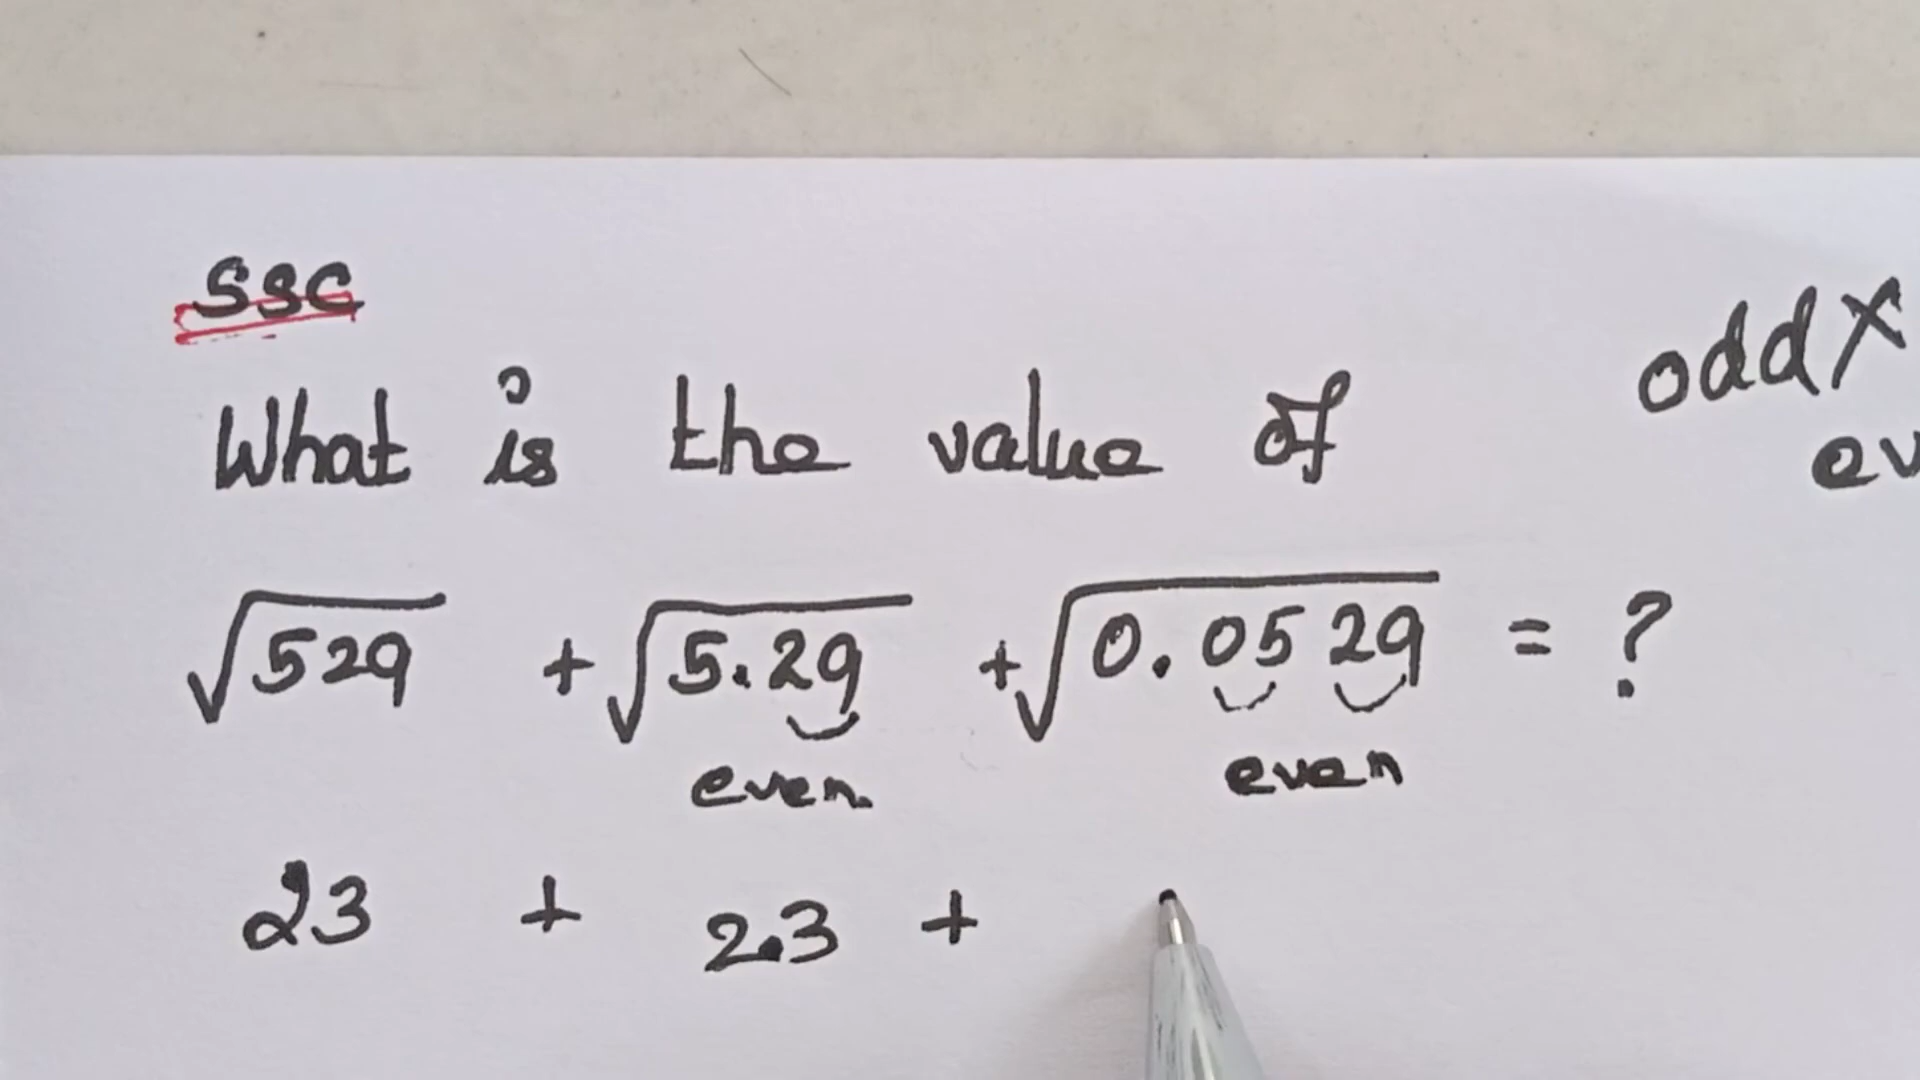 SSC
What is the value of
odd X
ev
√529 + √5.29 + √0.0529 = ?
even even
23 + 2.3 +